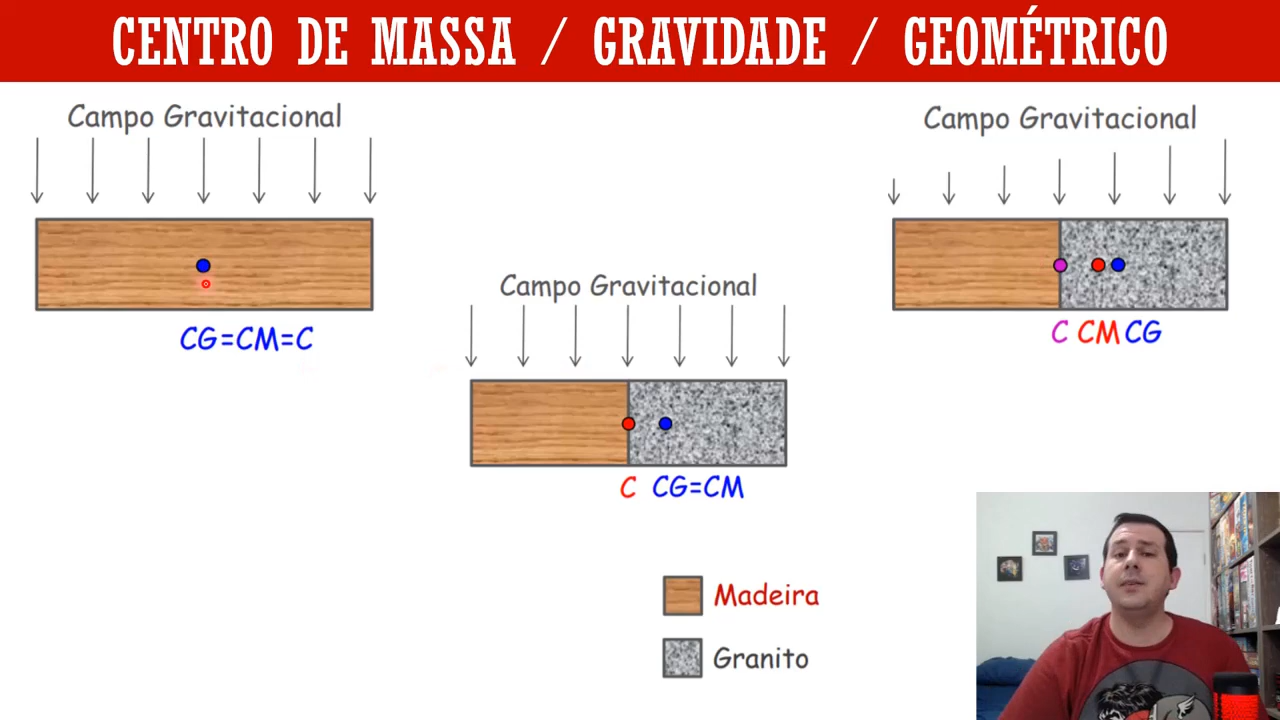 CENTRO DE MASSA / GRAVIDADE / GEOMÉTRICO
Campo Gravitacional
CG=CM=C
Campo Gravitacional
C CG=CM
Campo Gravitacional
C CM CG
Madeira
Granito